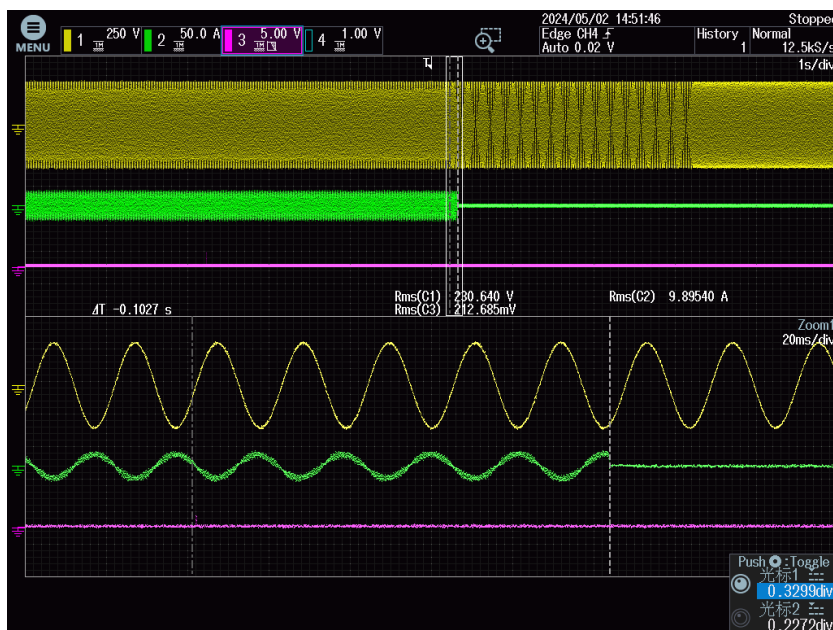 2024/05/02 14:51:46 Stopped
MENU 1 250 V 2 50.0 A 3 5.00 V 4 1.00 V Edge CH4 History Normal
Auto 0.02 V 1 12.5kS/s
1s/div
T
Rms(C1) 230.640 V Rms(C2) 9.89540 A
ΔT -0.1027 s Rms(C3) 212.685mV
Zoom1
20ms/div
Push :Toggle
光标1
0.3299div
光标2
0.2272div